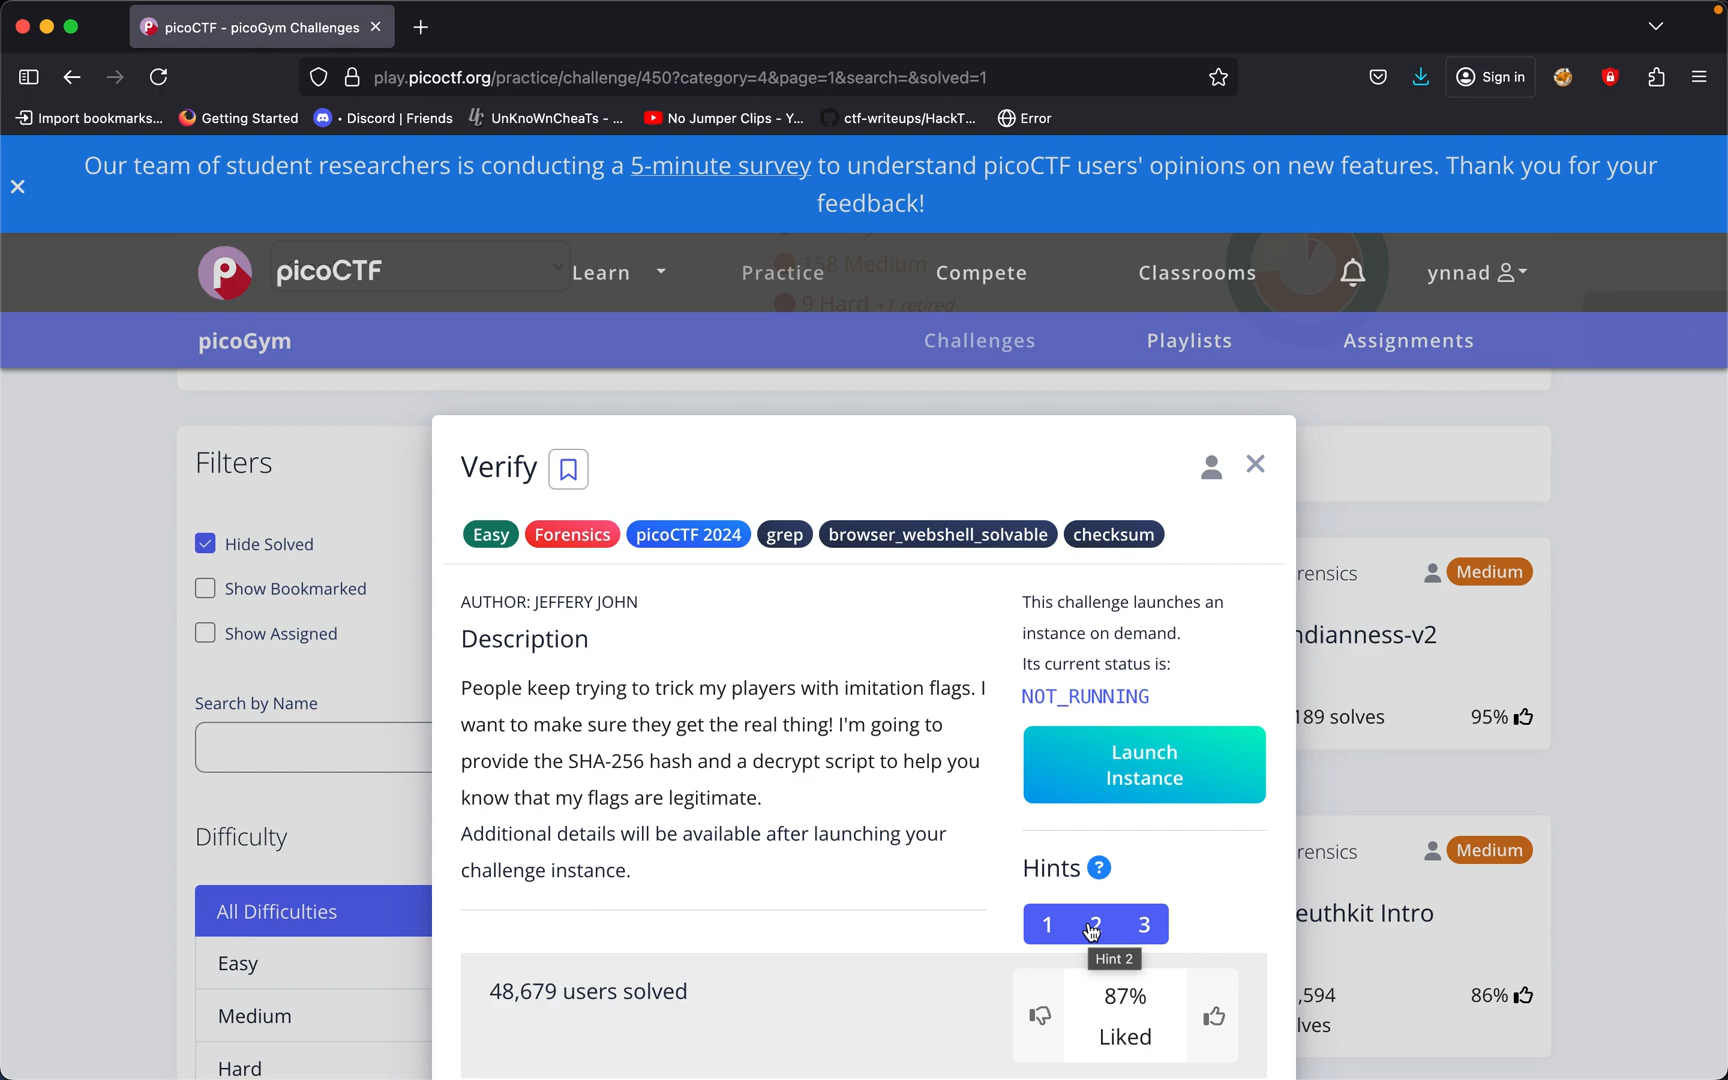 picoCTF - picoGym Challenges
play.picoctf.org/practice/challenge/450?category=4&page=1&search=&solved=1
Sign in
Import bookmarks...
Getting Started
• Discord | Friends
UnKnoWnCheaTs - ...
No Jumper Clips - Y...
ctf-writeups/HackT...
Error
Our team of student researchers is conducting a 5-minute survey to understand picoCTF users' opinions on new features. Thank you for your
feedback!
picoCTF
Learn
Practice
Compete
Classrooms
ynnad
158 Medium
9 Hard +1 retired
picoGym
Challenges
Playlists
Assignments
Filters
Hide Solved
Show Bookmarked
Show Assigned
Search by Name
Difficulty
All Difficulties
Easy
Medium
Hard
Verify
Easy
Forensics
picoCTF 2024
grep
browser_webshell_solvable
checksum
AUTHOR: JEFFERY JOHN
Description
People keep trying to trick my players with imitation flags. I
want to make sure they get the real thing! I'm going to
provide the SHA-256 hash and a decrypt script to help you
know that my flags are legitimate.
Additional details will be available after launching your
challenge instance.
This challenge launches an
instance on demand.
Its current status is:
NOT_RUNNING
Launch
Instance
Hints ?
1 2 3
Hint 2
48,679 users solved
87%
Liked
rensics
Medium
ndianness-v2
189 solves
95%
rensics
Medium
euthkit Intro
,594
lves
86%